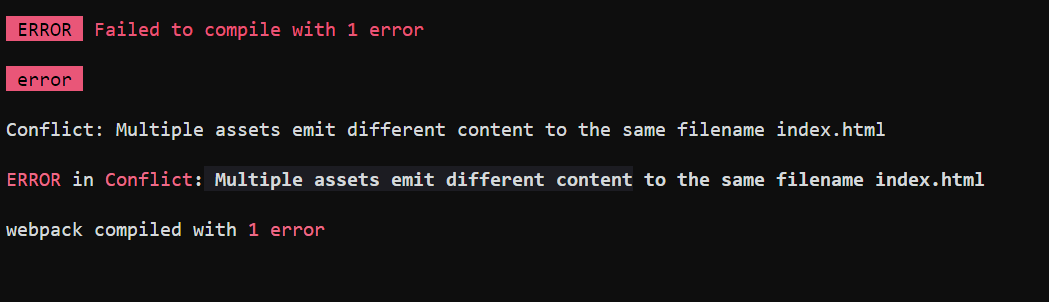 ERROR Failed to compile with 1 error
error
Conflict: Multiple assets emit different content to the same filename index.html
ERROR in Conflict: Multiple assets emit different content to the same filename index.html
webpack compiled with 1 error